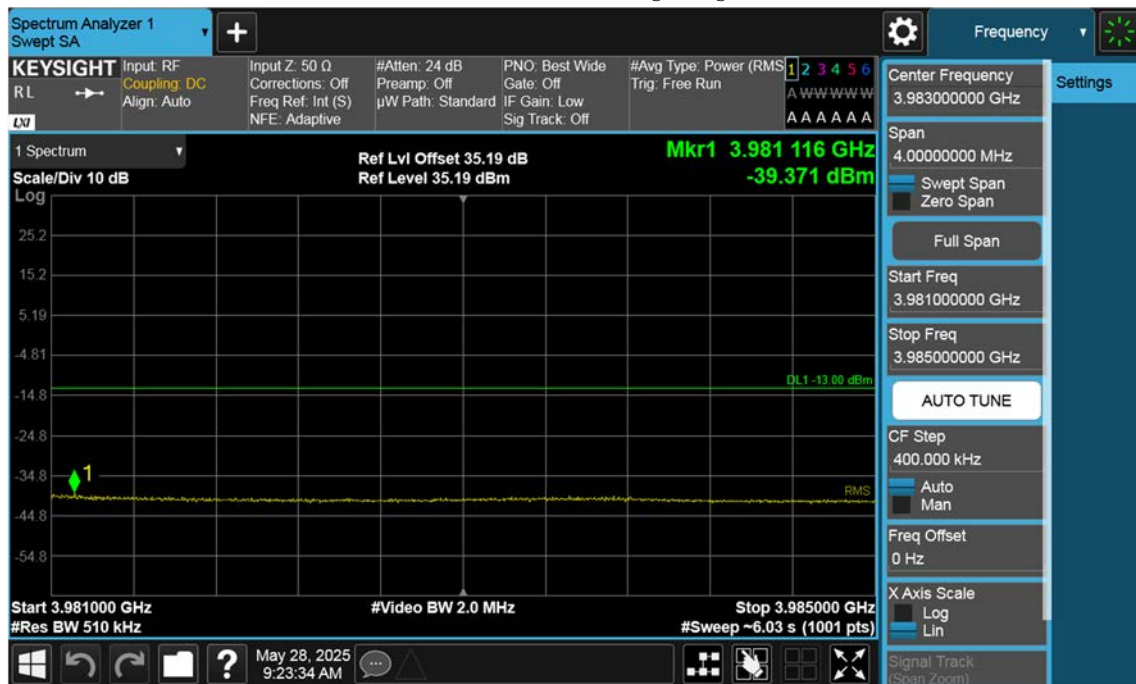 Spectrum Analyzer 1
Swept SA
+
Frequency
KEYSIGHT
RL
LXI
Input: RF
Coupling: DC
Align: Auto
Input Z: 50 Ω
Corrections: Off
Freq Ref: Int (S)
NFE: Adaptive
#Atten: 24 dB
Preamp: Off
µW Path: Standard
PNO: Best Wide
Gate: Off
IF Gain: Low
Sig Track: Off
#Avg Type: Power (RMS
Trig: Free Run
1 2 3 4 5 6
A W W W W W
A A A A A A
1 Spectrum
Scale/Div 10 dB
Ref Lvl Offset 35.19 dB
Ref Level 35.19 dBm
Mkr1 3.981 116 GHz
-39.371 dBm
Log
25.2
15.2
5.19
-4.81
-14.8
-24.8
-34.8
-44.8
-54.8
DL1 -13.00 dBm
1
RMS
Start 3.981000 GHz
#Res BW 510 kHz
#Video BW 2.0 MHz
Stop 3.985000 GHz
#Sweep ~6.03 s (1001 pts)
?
May 28, 2025
9:23:34 AM
Center Frequency
3.983000000 GHz
Span
4.00000000 MHz
Swept Span
Zero Span
Full Span
Start Freq
3.981000000 GHz
Stop Freq
3.985000000 GHz
AUTO TUNE
CF Step
400.000 kHz
Auto
Man
Freq Offset
0 Hz
X Axis Scale
Log
Lin
Signal Track
(Span Zoom)
Settings